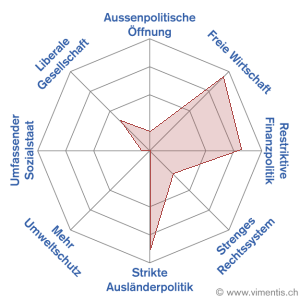 Aussenpolitische
Öffnung
Liberale
Gesellschaft
Freie Wirtschaft
Umfassender
Sozialstaat
Restriktive
Finanzpolitik
Mehr
Umweltschutz
Strenges
Rechtssystem
Strikte
Ausländerpolitik
© www.vimentis.ch